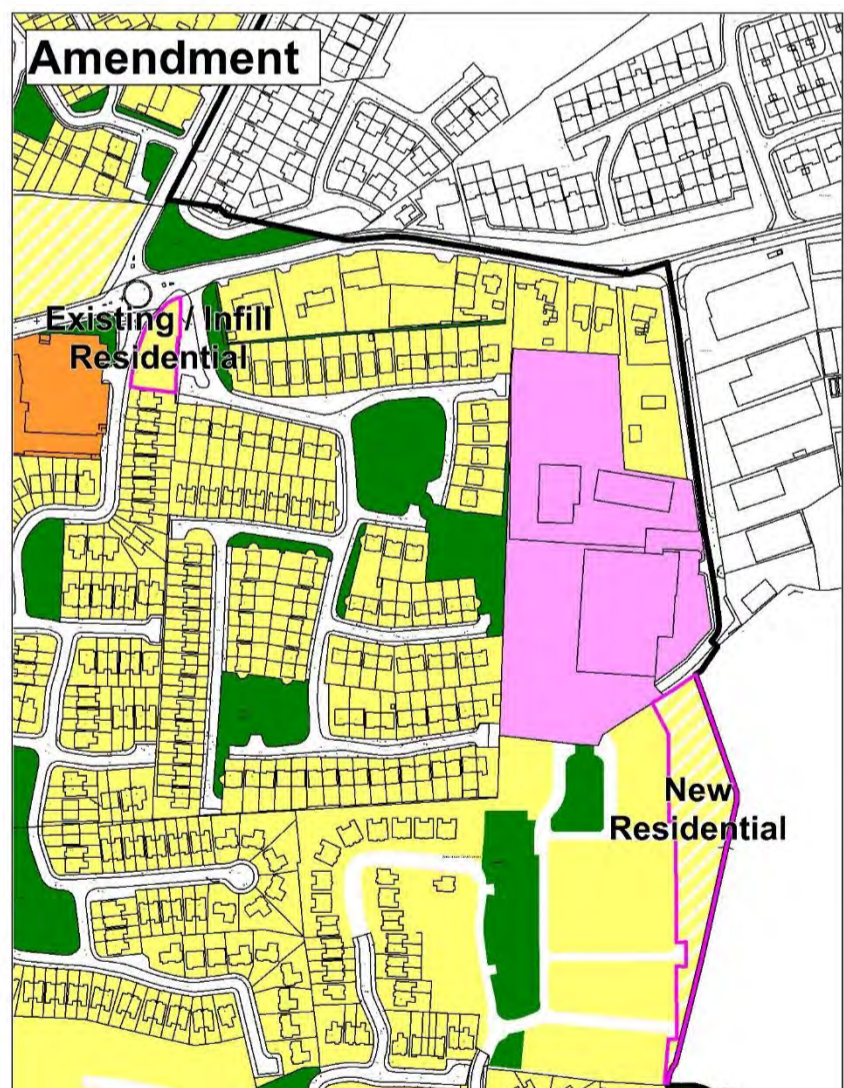 Amendment
Existing / Infill
Residential
New
Residential